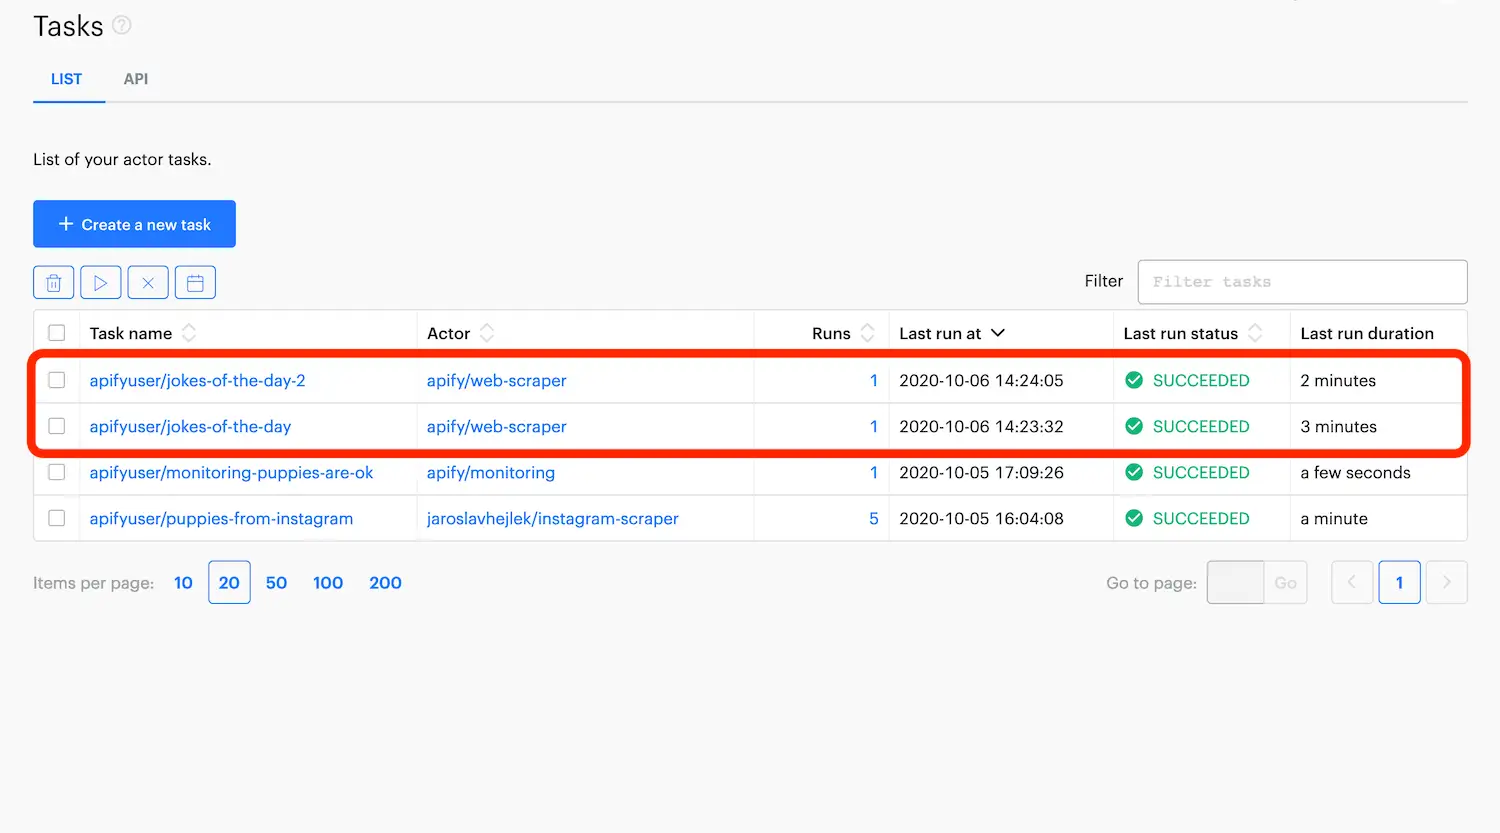 Tasks ?
LIST API
List of your actor tasks.
+ Create a new task
Filter Filter tasks
Task name Actor Runs Last run at Last run status Last run duration
apifyuser/jokes-of-the-day-2 apify/web-scraper 1 2020-10-06 14:24:05 SUCCEEDED 2 minutes
apifyuser/jokes-of-the-day apify/web-scraper 1 2020-10-06 14:23:32 SUCCEEDED 3 minutes
apifyuser/monitoring-puppies-are-ok apify/monitoring 1 2020-10-05 17:09:26 SUCCEEDED a few seconds
apifyuser/puppies-from-instagram jaroslavhejlek/instagram-scraper 5 2020-10-05 16:04:08 SUCCEEDED a minute
Items per page: 10 20 50 100 200 Go to page: Go 1